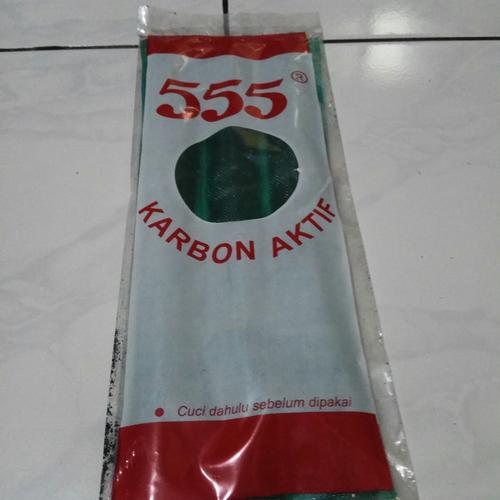 555 ®
KARBON AKTIF
• Cuci dahulu sebelum dipakai